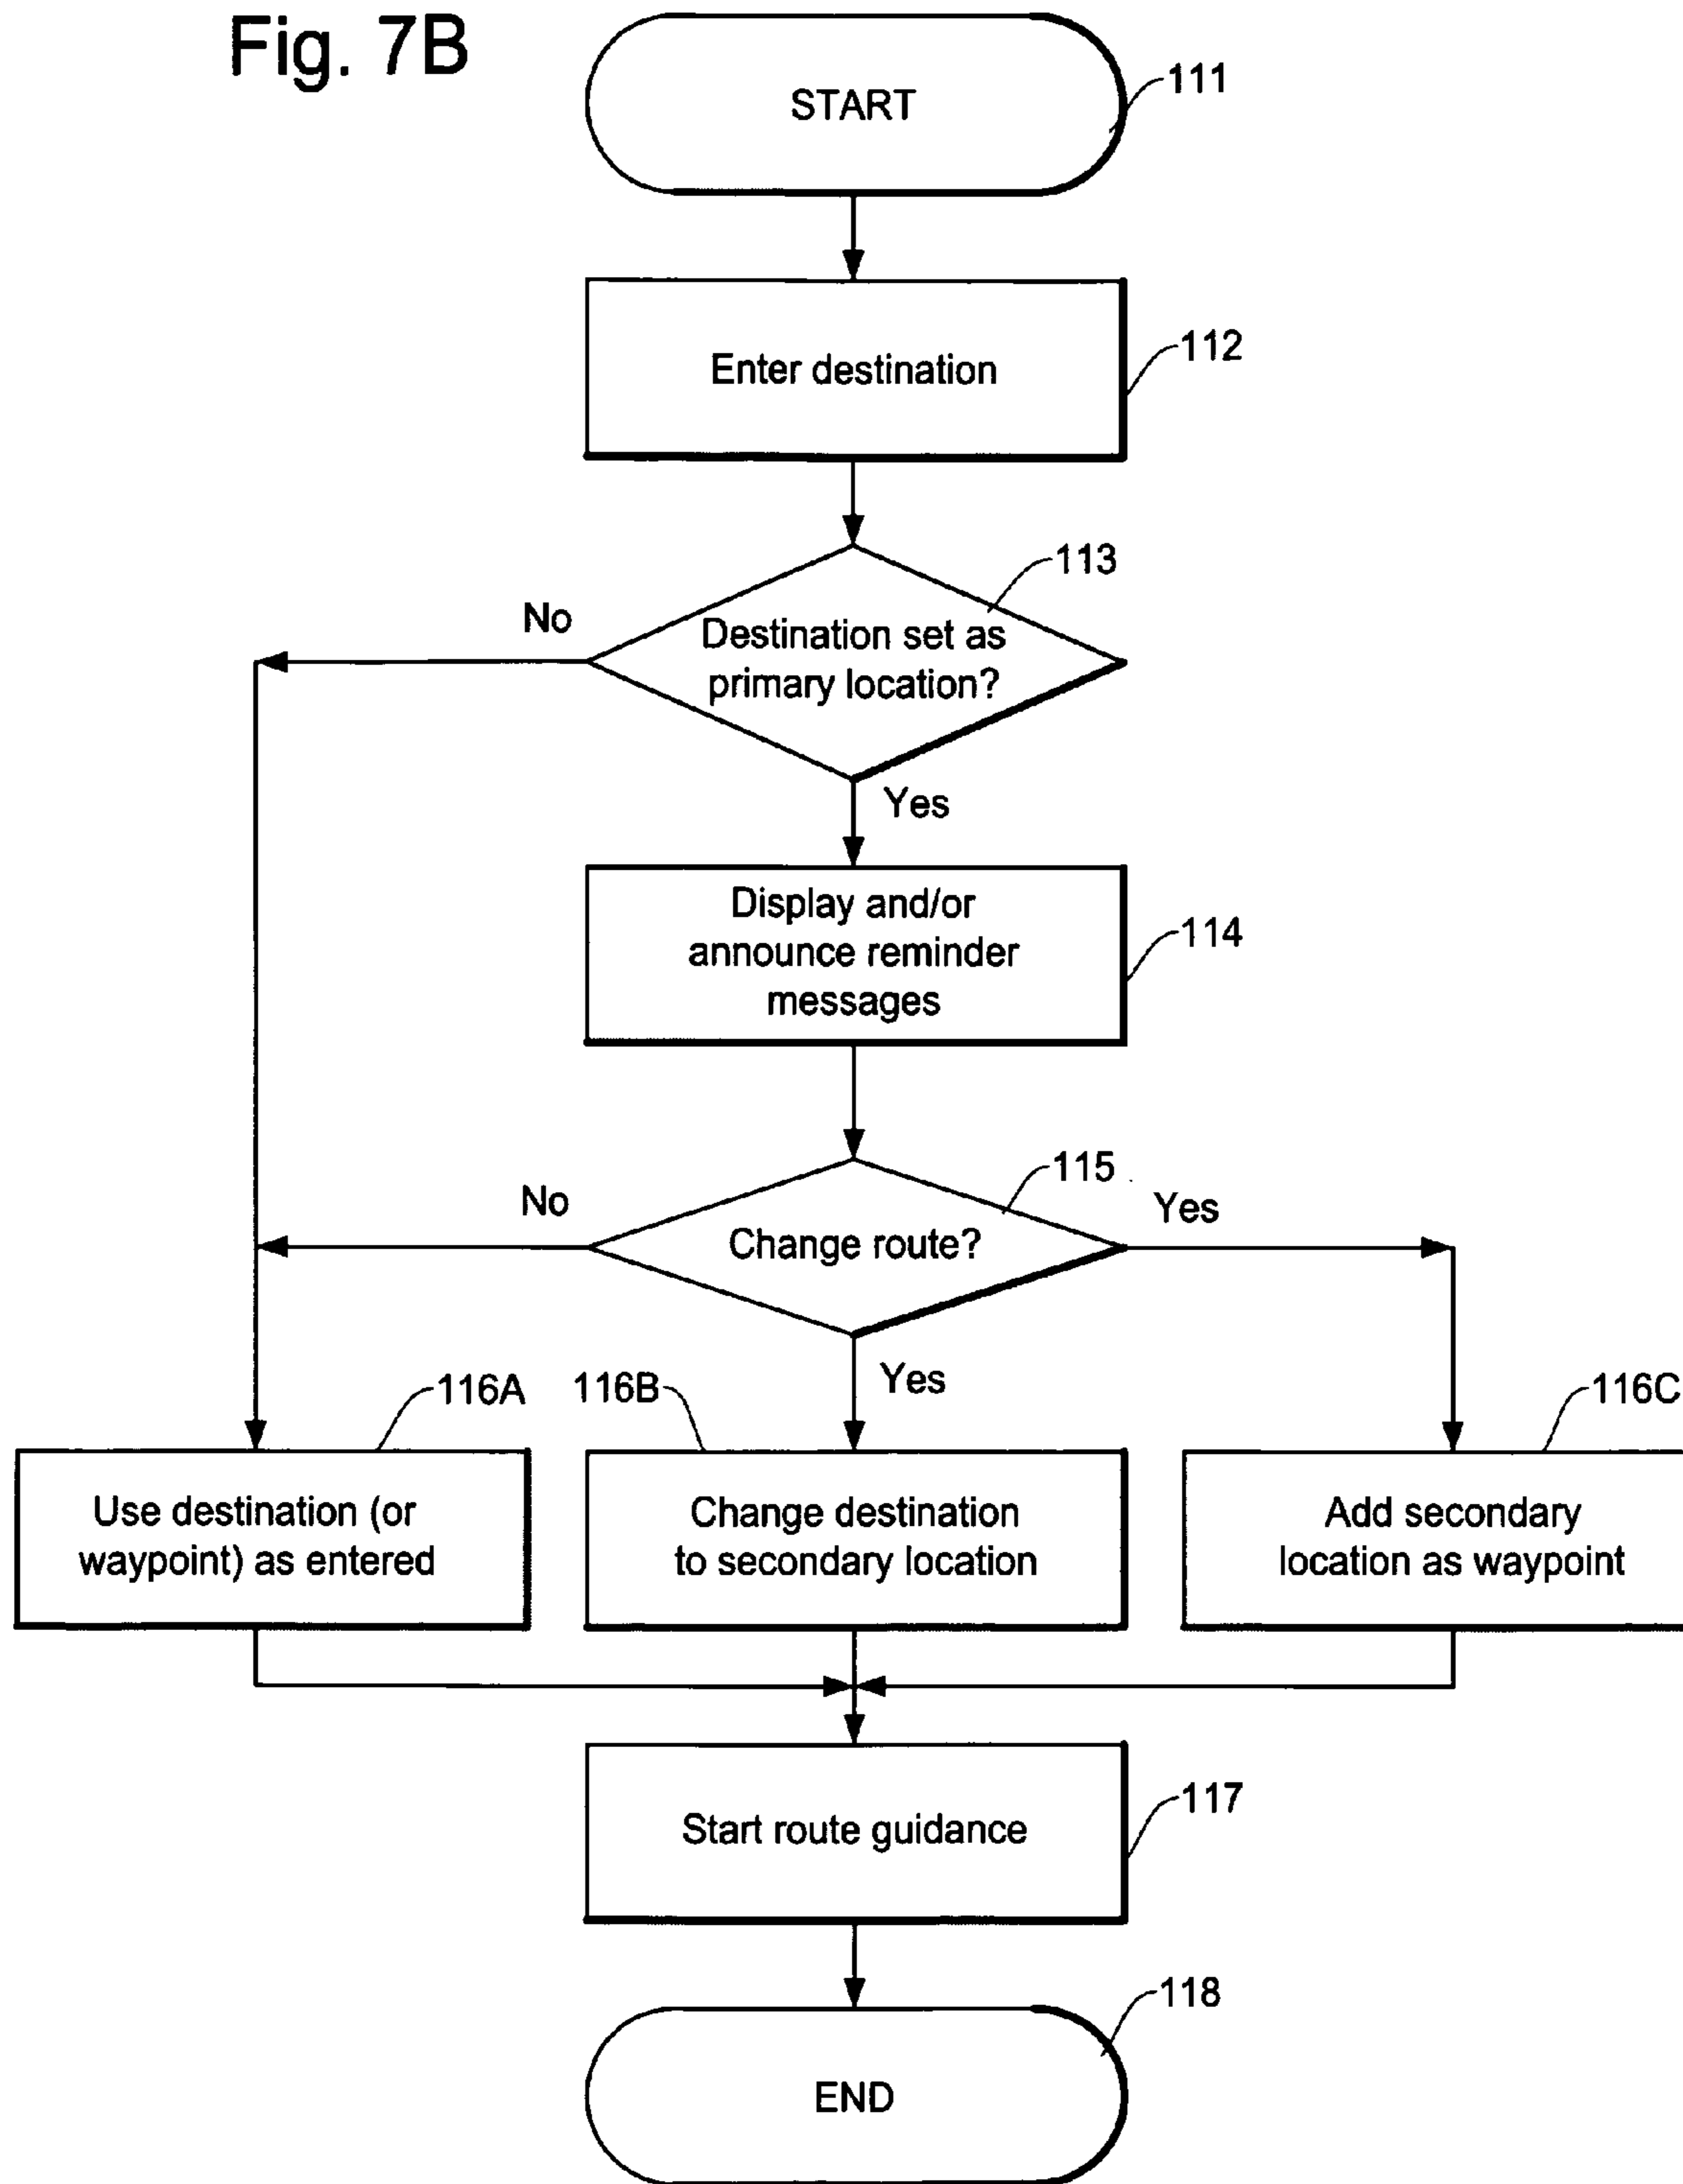 Fig. 7B
START
111
Enter destination
112
113
No
Destination set as
primary location?
Yes
Display and/or
announce reminder
messages
114
115
No
Yes
Change route?
Yes
116A
116B
116C
Use destination (or
waypoint) as entered
Change destination
to secondary location
Add secondary
location as waypoint
Start route guidance
117
118
END